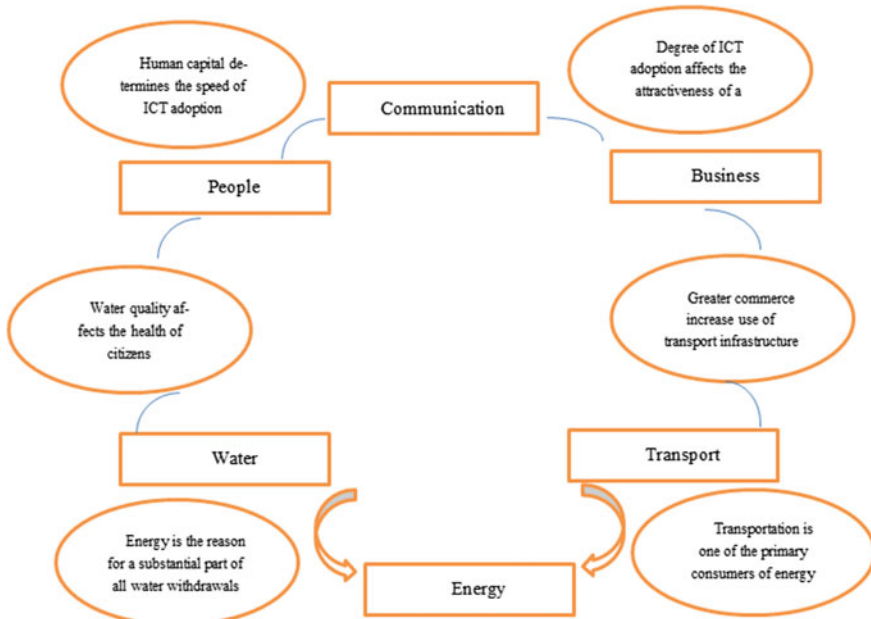 Human capital de-
termines the speed of
ICT adoption
Degree of ICT
adoption affects the
attractiveness of a
Communication
People
Business
Water quality af-
fects the health of
citizens
Greater commerce
increase use of
transport infrastructure
Water
Transport
Energy is the reason
for a substantial part of
all water withdrawals
Transportation is
one of the primary
consumers of energy
Energy